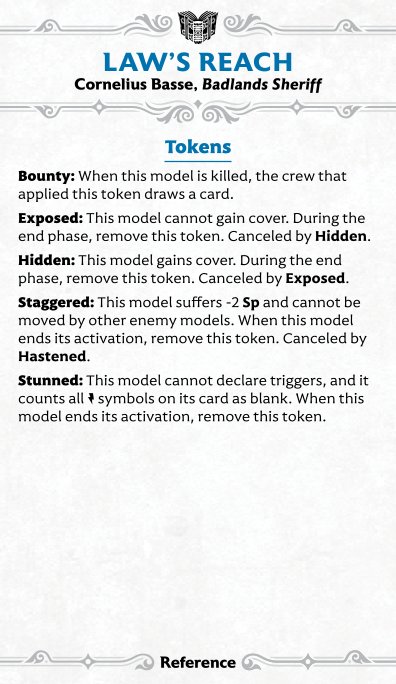 LAW'S REACH
Cornelius Basse, Badlands Sheriff
Tokens
Bounty: When this model is killed, the crew that
applied this token draws a card.
Exposed: This model cannot gain cover. During the
end phase, remove this token. Canceled by Hidden.
Hidden: This model gains cover. During the end
phase, remove this token. Canceled by Exposed.
Staggered: This model suffers -2 Sp and cannot be
moved by other enemy models. When this model
ends its activation, remove this token. Canceled by
Hastened.
Stunned: This model cannot declare triggers, and it
counts all symbols on its card as blank. When this
model ends its activation, remove this token.
Reference